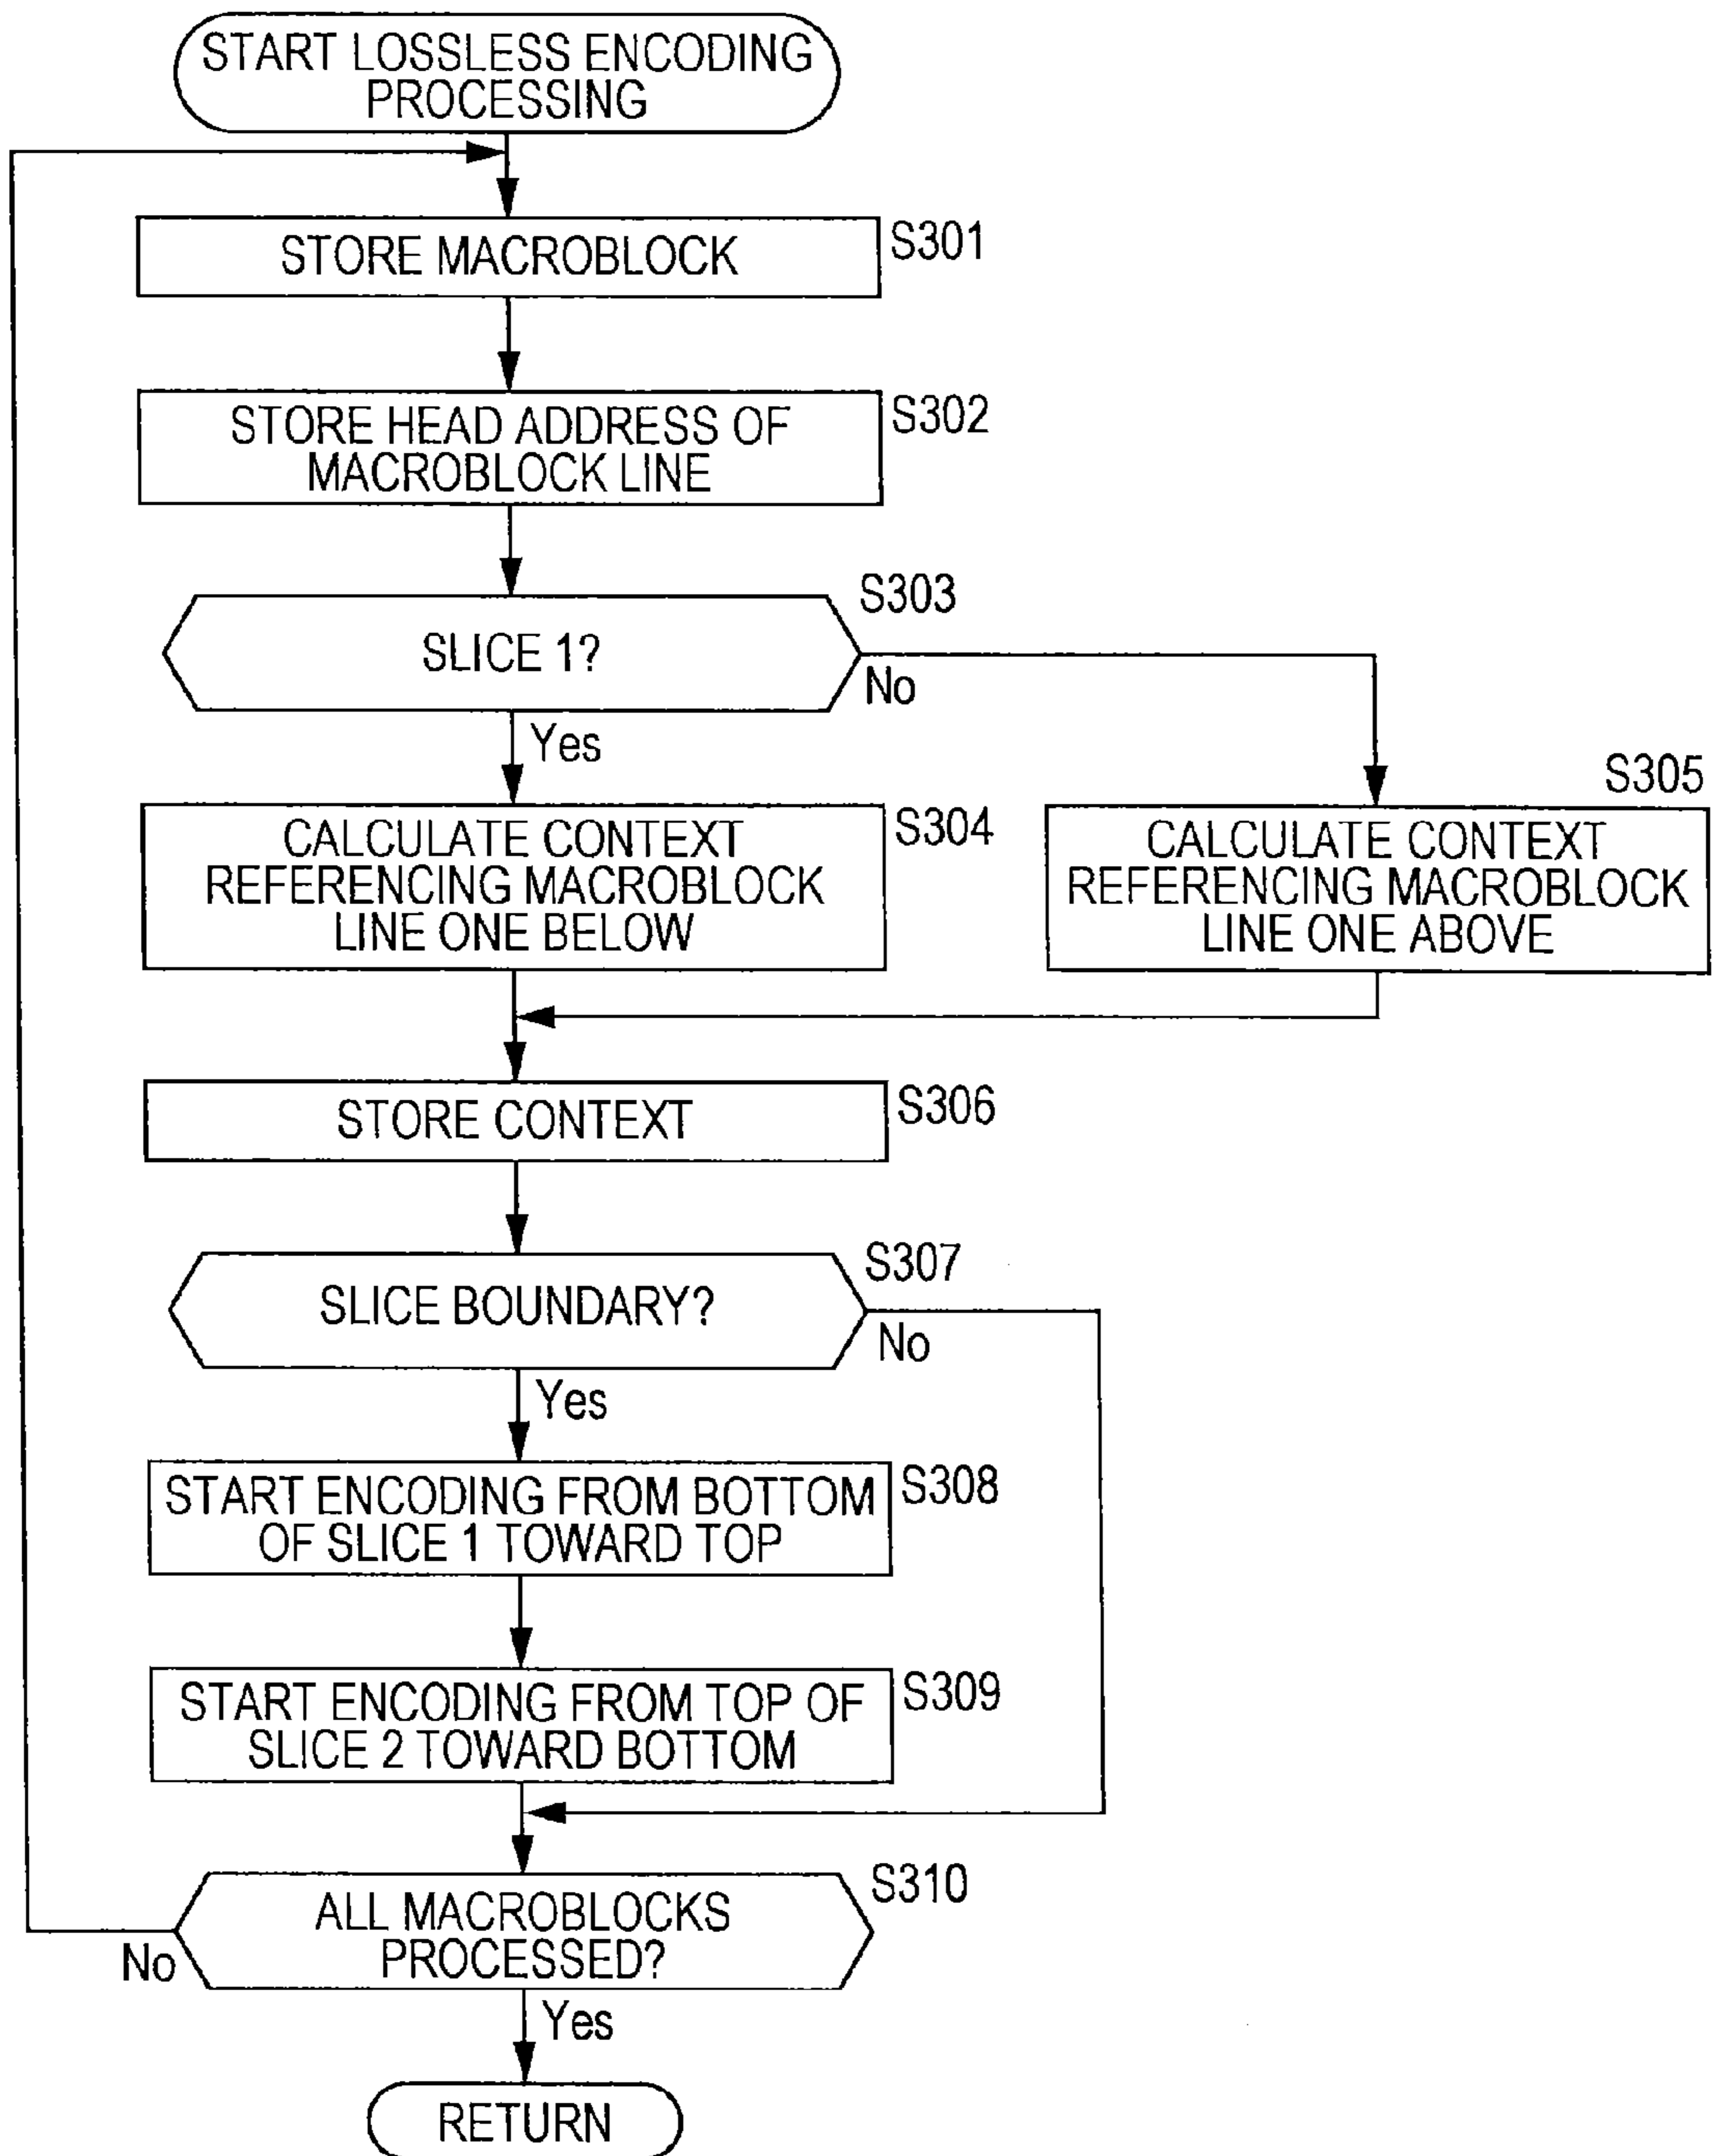 START LOSSLESS ENCODING
PROCESSING
STORE MACROBLOCK
S301
STORE HEAD ADDRESS OF
MACROBLOCK LINE
S302
SLICE 1?
S303
No
Yes
CALCULATE CONTEXT
REFERENCING MACROBLOCK
LINE ONE BELOW
S304
S305
CALCULATE CONTEXT
REFERENCING MACROBLOCK
LINE ONE ABOVE
STORE CONTEXT
S306
SLICE BOUNDARY?
S307
No
Yes
START ENCODING FROM BOTTOM
OF SLICE 1 TOWARD TOP
S308
START ENCODING FROM TOP OF
SLICE 2 TOWARD BOTTOM
S309
ALL MACROBLOCKS
PROCESSED?
S310
No
Yes
RETURN